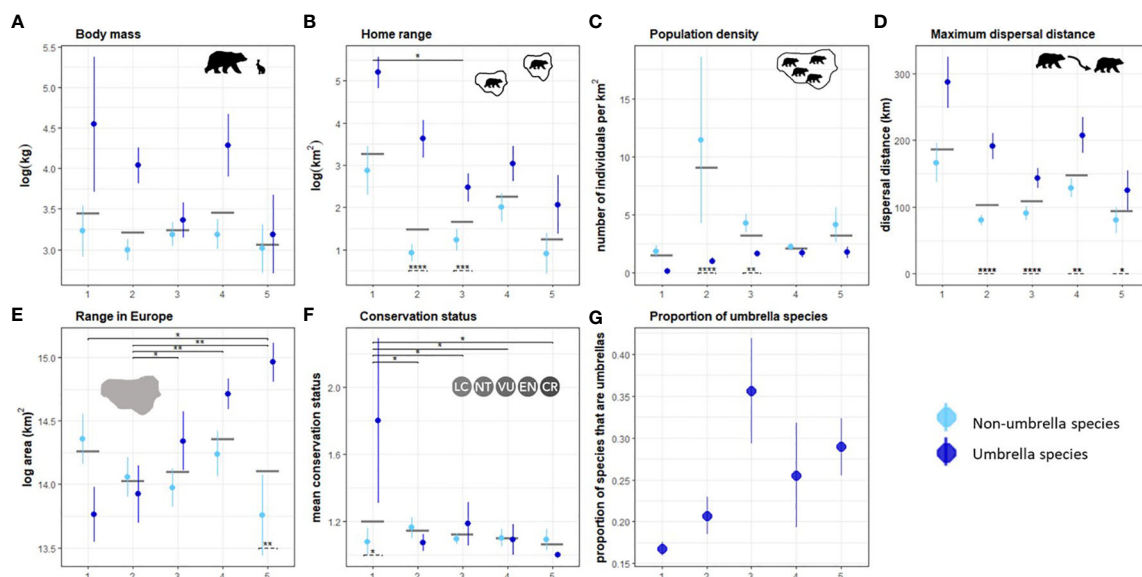 A Body mass
log(kg)
5.5
5.0
4.5
4.0
3.5
3.0
1 2 3 4 5
B Home range
log(km²)
5
4
3
2
1
*
**** ***
1 2 3 4 5
C Population density
number of individuals per km²
15
10
5
0
**** **
1 2 3 4 5
D Maximum dispersal distance
dispersal distance (km)
300
200
100
0
**** **** ** *
1 2 3 4 5
E Range in Europe
log area (km)²
15.0
14.5
14.0
13.5
*
**
**
*
**
1 2 3 4 5
F Conservation status
mean conservation status
2.0
1.6
1.2
*
*
*
*
LC NT VU EN CR
*
1 2 3 4 5
G Proportion of umbrella species
proportion of species that are umbrellas
0.40
0.35
0.30
0.25
0.20
0.15
1 2 3 4 5
Non-umbrella species
Umbrella species